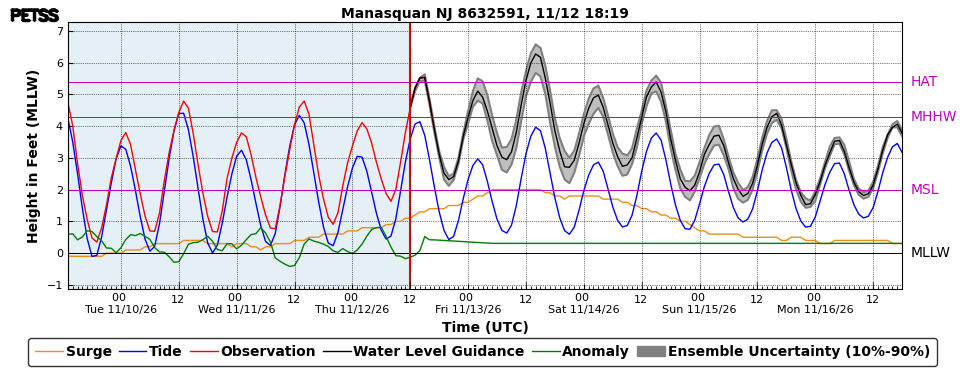 PETSS
Manasquan NJ 8632591, 11/12 18:19
Height in Feet (MLLW)
7
6
5
4
3
2
1
0
−1
HAT
MHHW
MSL
MLLW
00 12 00 12 00 12 00 12 00 12 00 12 00 12
Tue 11/10/26 Wed 11/11/26 Thu 11/12/26 Fri 11/13/26 Sat 11/14/26 Sun 11/15/26 Mon 11/16/26
Time (UTC)
Surge Tide Observation Water Level Guidance Anomaly Ensemble Uncertainty (10%-90%)